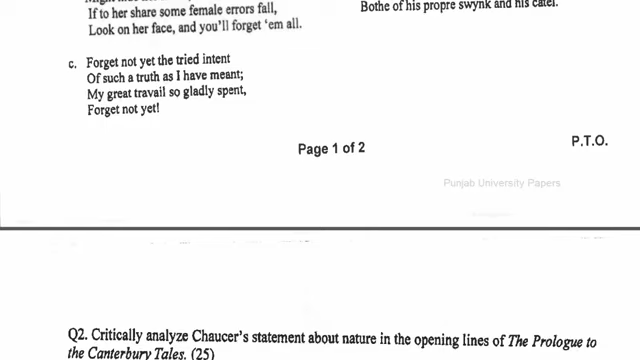 If to her share some female errors fall,
Look on her face, and you'll forget 'em all.
Bothe of his propre swynk and his catel.
c. Forget not yet the tried intent
Of such a truth as I have meant;
My great travail so gladly spent,
Forget not yet!
Page 1 of 2
P.T.O.
Punjab University Papers
Q2. Critically analyze Chaucer's statement about nature in the opening lines of The Prologue to
the Canterbury Tales. (25)